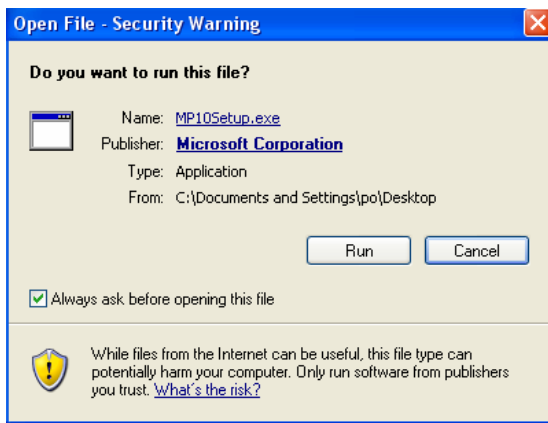 Open File - Security Warning
Do you want to run this file?
Name: MP10Setup.exe
Publisher: Microsoft Corporation
Type: Application
From: C:\Documents and Settings\po\Desktop
Run Cancel
Always ask before opening this file
While files from the Internet can be useful, this file type can
potentially harm your computer. Only run software from publishers
you trust. What's the risk?